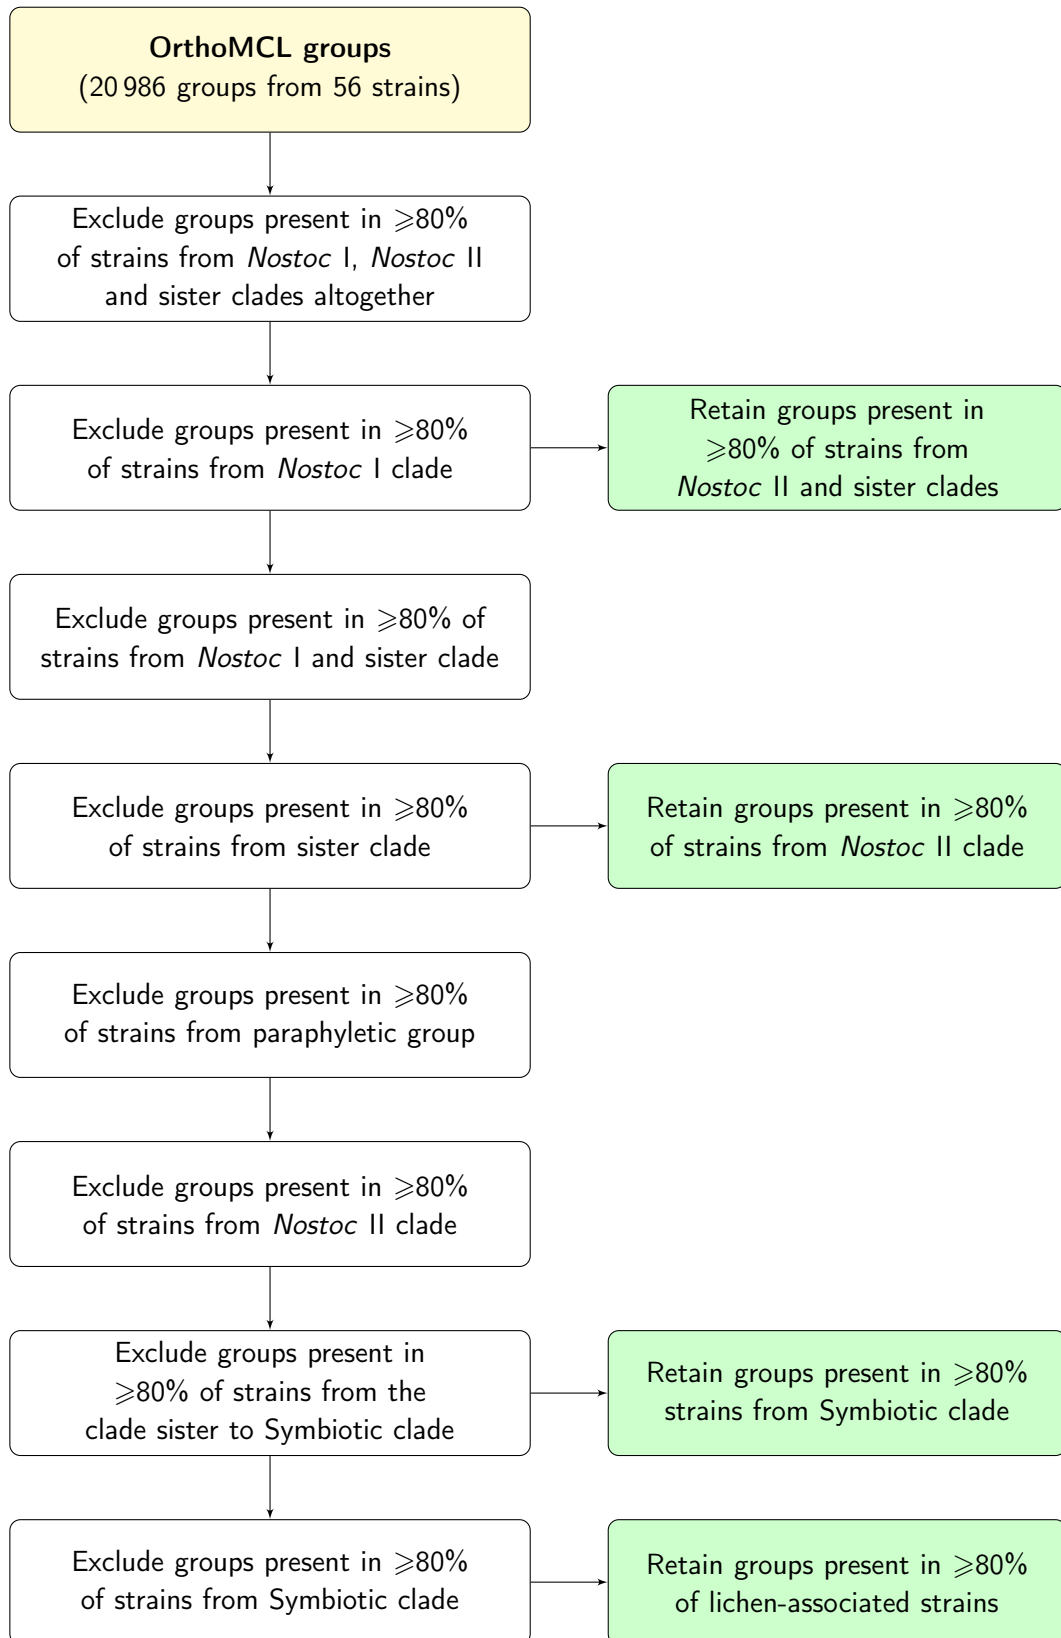 OrthoMCL groups
(20 986 groups from 56 strains)
Exclude groups present in ⩾80%
of strains from Nostoc I, Nostoc II
and sister clades altogether
Exclude groups present in ⩾80%
of strains from Nostoc I clade
Retain groups present in
⩾80% of strains from
Nostoc II and sister clades
Exclude groups present in ⩾80% of
strains from Nostoc I and sister clade
Exclude groups present in ⩾80%
of strains from sister clade
Retain groups present in ⩾80%
of strains from Nostoc II clade
Exclude groups present in ⩾80%
of strains from paraphyletic group
Exclude groups present in ⩾80%
of strains from Nostoc II clade
Exclude groups present in
⩾80% of strains from the
clade sister to Symbiotic clade
Retain groups present in ⩾80%
strains from Symbiotic clade
Exclude groups present in ⩾80%
of strains from Symbiotic clade
Retain groups present in ⩾80%
of lichen-associated strains